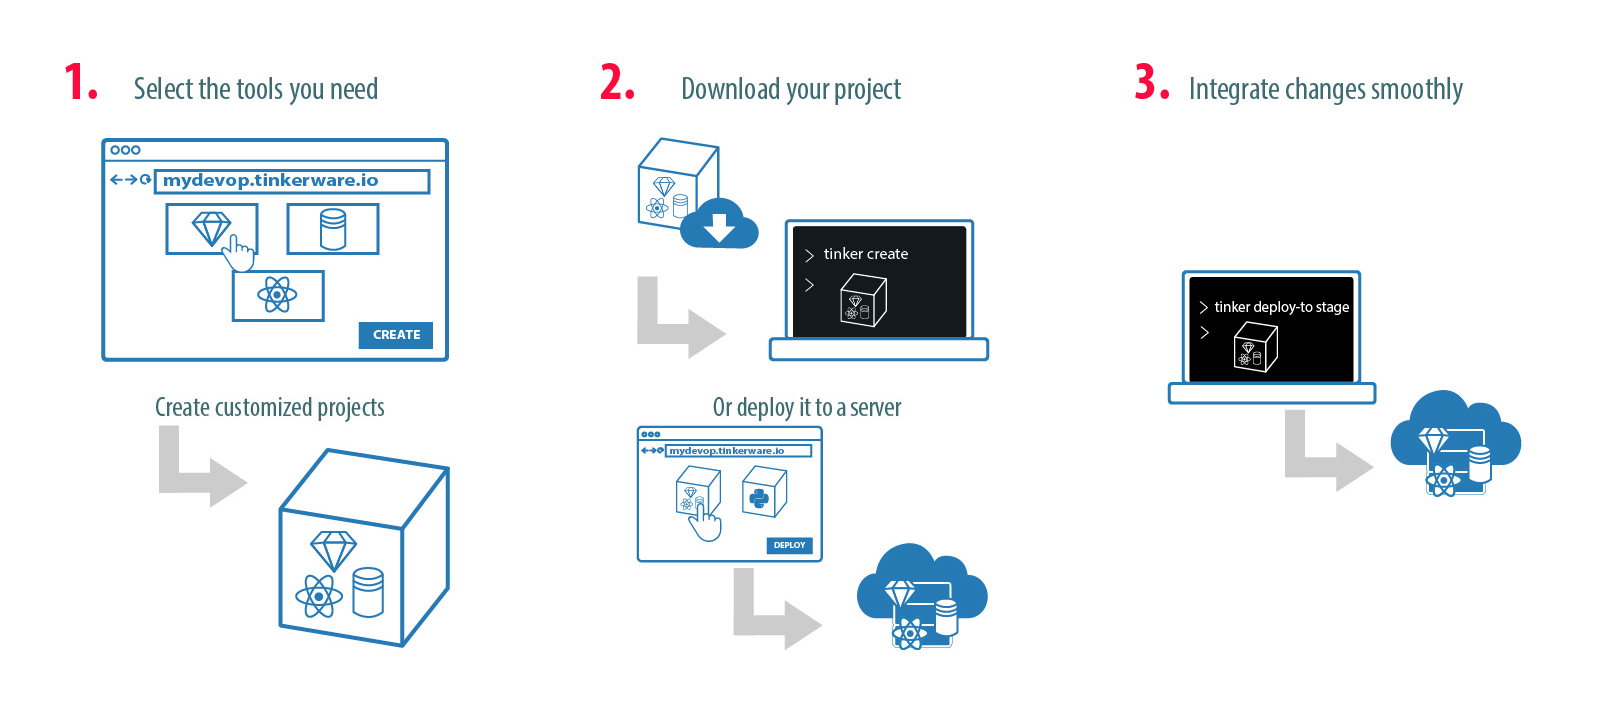 1. Select the tools you need
mydevop.tinkerware.io
CREATE
Create customized projects
2. Download your project
> tinker create
>
Or deploy it to a server
mydevop.tinkerware.io
DEPLOY
3. Integrate changes smoothly
> tinker deploy-to stage
>